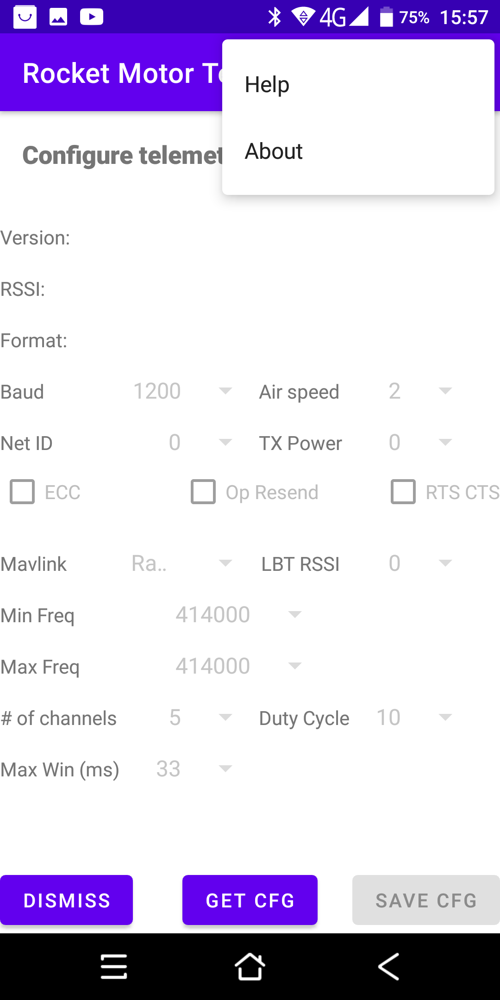 4G 75% 15:57
Rocket Motor
Help
Configure
About
Version:
RSSI:
Format:
Baud 1200 Air speed 2
Net ID 0 TX Power 0
ECC Op Resend RTS CTS
Mavlink Ra.. LBT RSSI 0
Min Freq 414000
Max Freq 414000
# of channels 5 Duty Cycle 10
Max Win (ms) 33
DISMISS GET CFG SAVE CFG